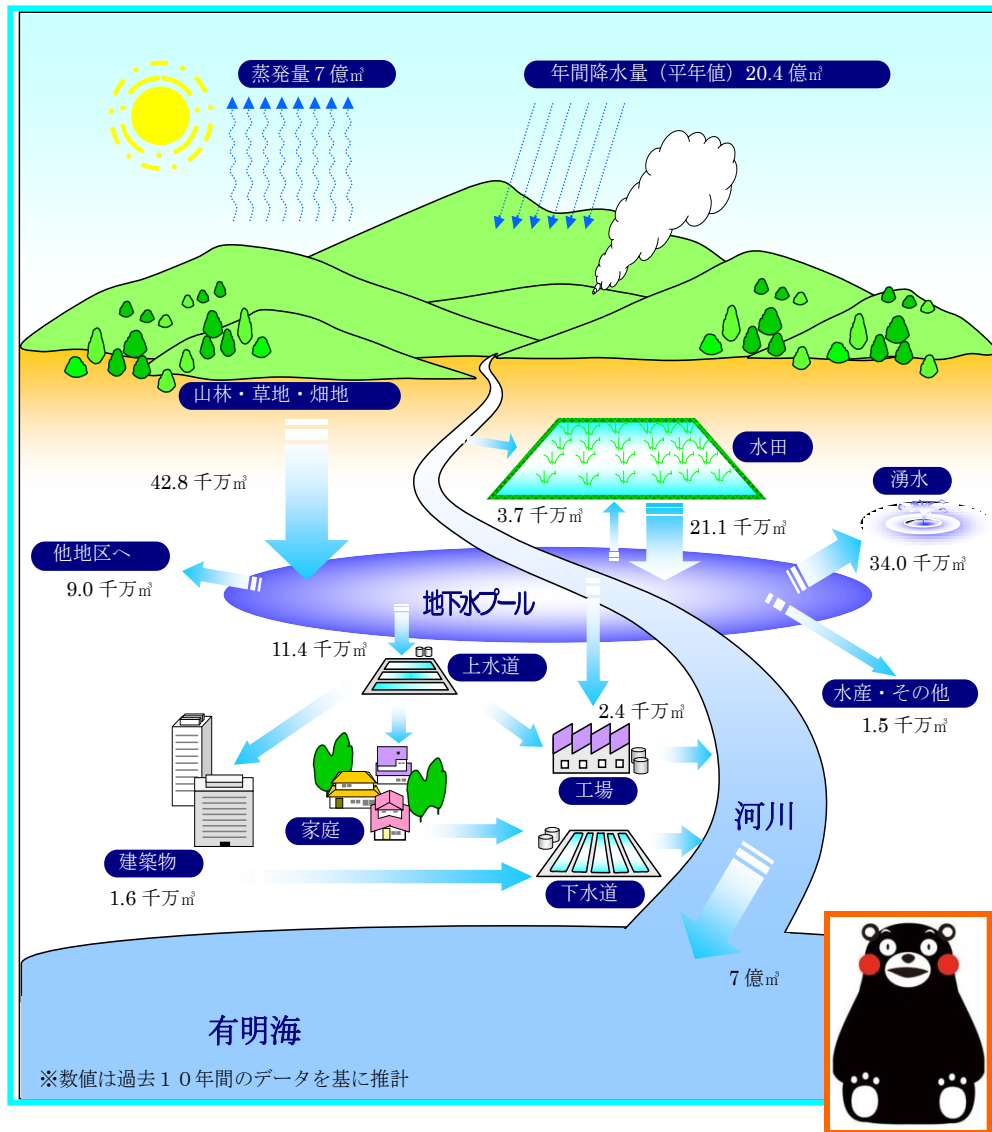 蒸発量７億㎥
年間降水量（平年値）20.4 億㎥
山林・草地・畑地
42.8 千万㎥
水田
湧水
3.7 千万㎥
21.1 千万㎥
34.0 千万㎥
他地区へ
9.0 千万㎥
地下水プール
11.4 千万㎥
上水道
水産・その他
1.5 千万㎥
2.4 千万㎥
工場
河川
家庭
建築物
1.6 千万㎥
下水道
7 億㎥
有明海
※数値は過去１０年間のデータを基に推計